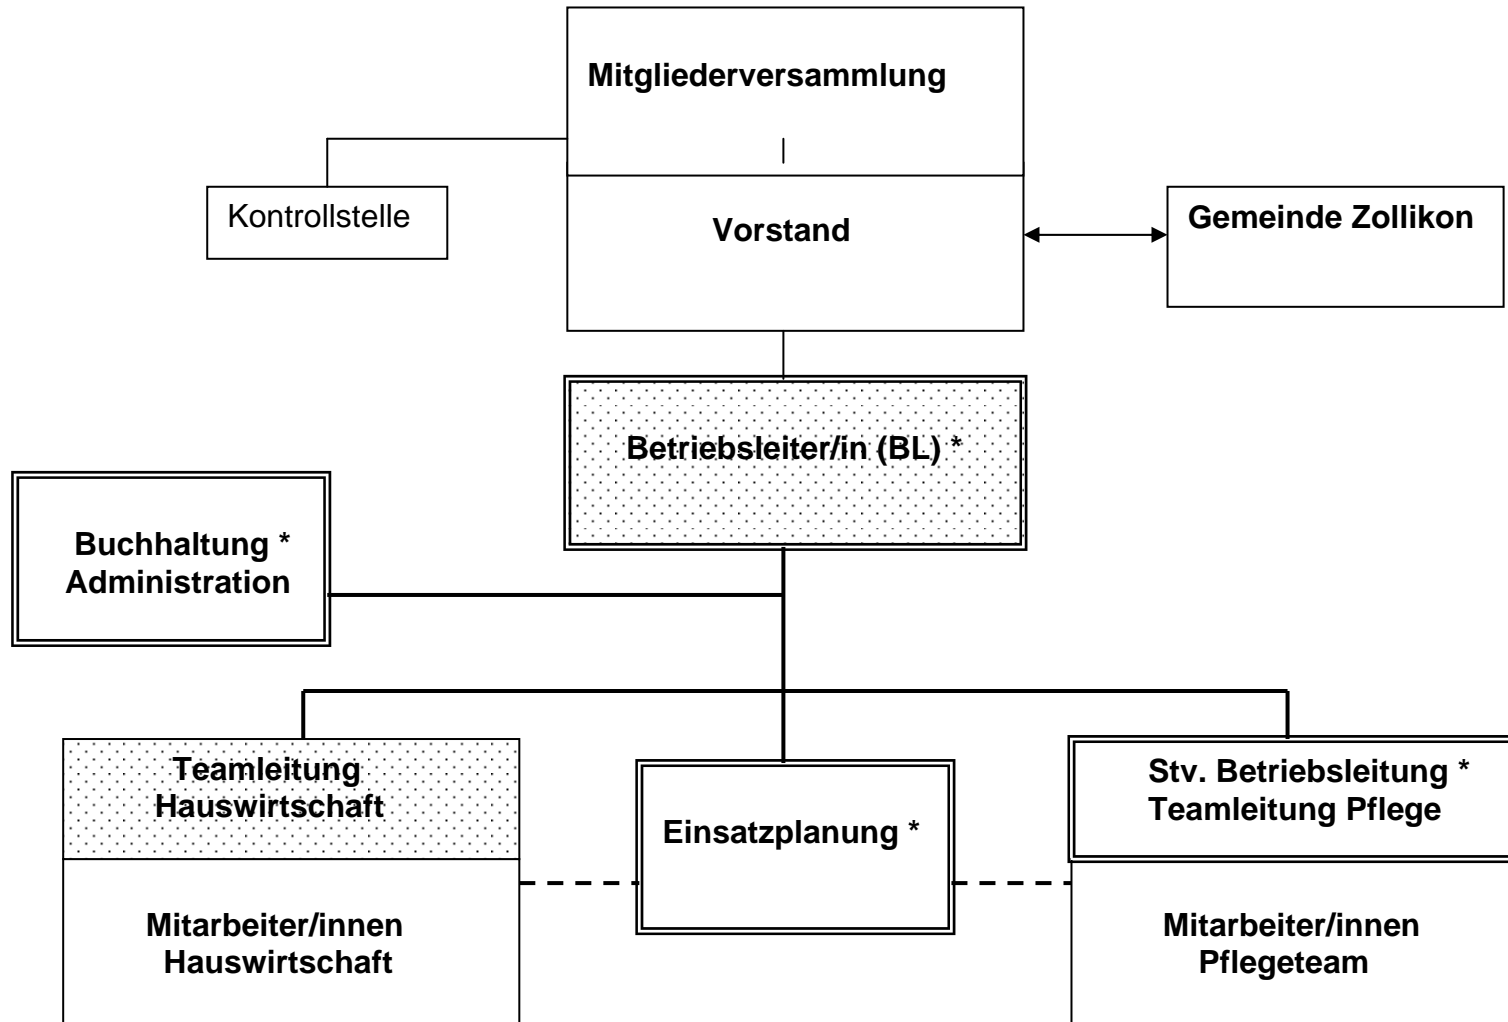 Mitgliederversammlung
Kontrollstelle
Vorstand
Gemeinde Zollikon
Betriebsleiter/in (BL) *
Buchhaltung *
Administration
Teamleitung
Hauswirtschaft
Einsatzplanung *
Stv. Betriebsleitung *
Teamleitung Pflege
Mitarbeiter/innen
Hauswirtschaft
Mitarbeiter/innen
Pflegeteam